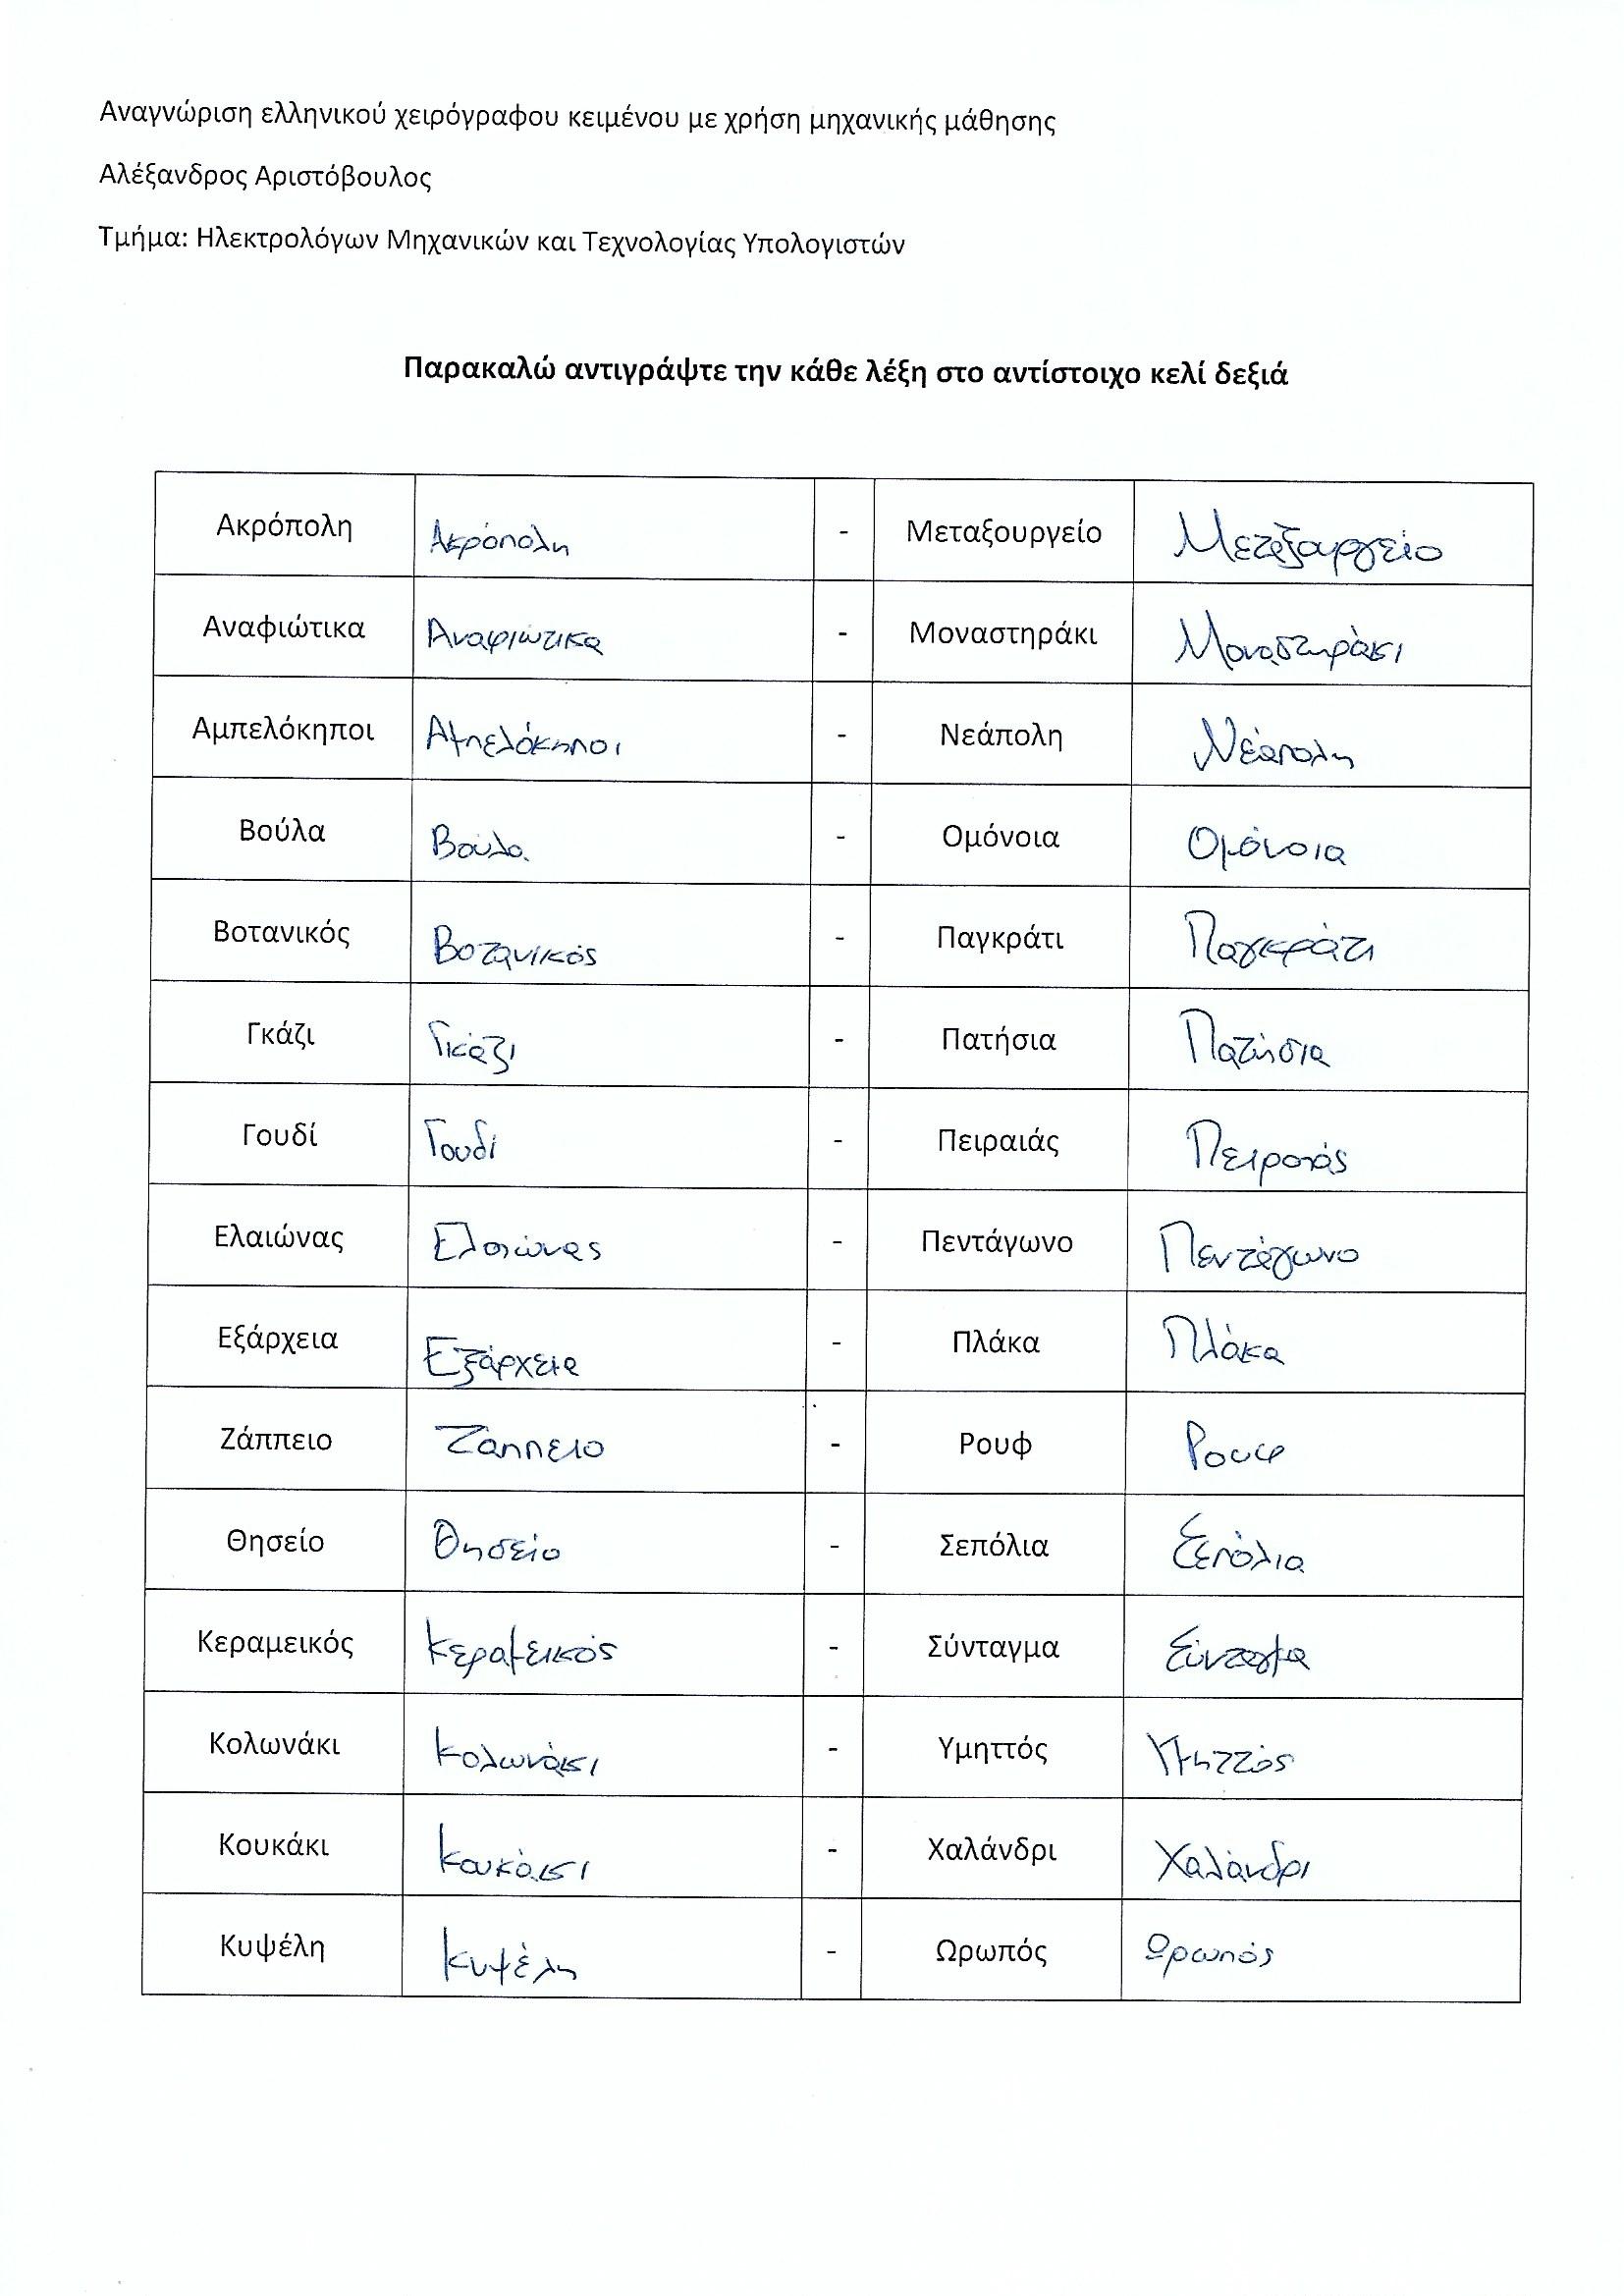 Αναγνώριση ελληνικού χειρόγραφου κειμένου με χρήση μηχανικής μάθησης
Αλέξανδρος Αριστόβουλος
Τμήμα: Ηλεκτρολόγων Μηχανικών και Τεχνολογίας Υπολογιστών
Παρακαλώ αντιγράψτε την κάθε λέξη στο αντίστοιχο κελί δεξιά
Ακρόπολη Ακρόπολη - Μεταξουργείο Μεταξουργείο
Αναφιώτικα Αναφιώτικα - Μοναστηράκι Μοναστηράκι
Αμπελόκηποι Αμπελόκηποι - Νεάπολη Νεάπολη
Βούλα Βούλα - Ομόνοια Ομόνοια
Βοτανικός Βοτανικός - Παγκράτι Παγκράτι
Γκάζι Γκάζι - Πατήσια Πατήσια
Γουδί Γουδί - Πειραιάς Πειραιάς
Ελαιώνας Ελαιώνας - Πεντάγωνο Πεντάγωνο
Εξάρχεια Εξάρχεια - Πλάκα Πλάκα
Ζάππειο Ζάππειο - Ρουφ Ρουφ
Θησείο Θησείο - Σεπόλια Σεπόλια
Κεραμεικός Κεραμεικός - Σύνταγμα Σύνταγμα
Κολωνάκι Κολωνάκι - Υμηττός Υμηττός
Κουκάκι Κουκάκι - Χαλάνδρι Χαλάνδρι
Κυψέλη Κυψέλη - Ωρωπός Ωρωπός